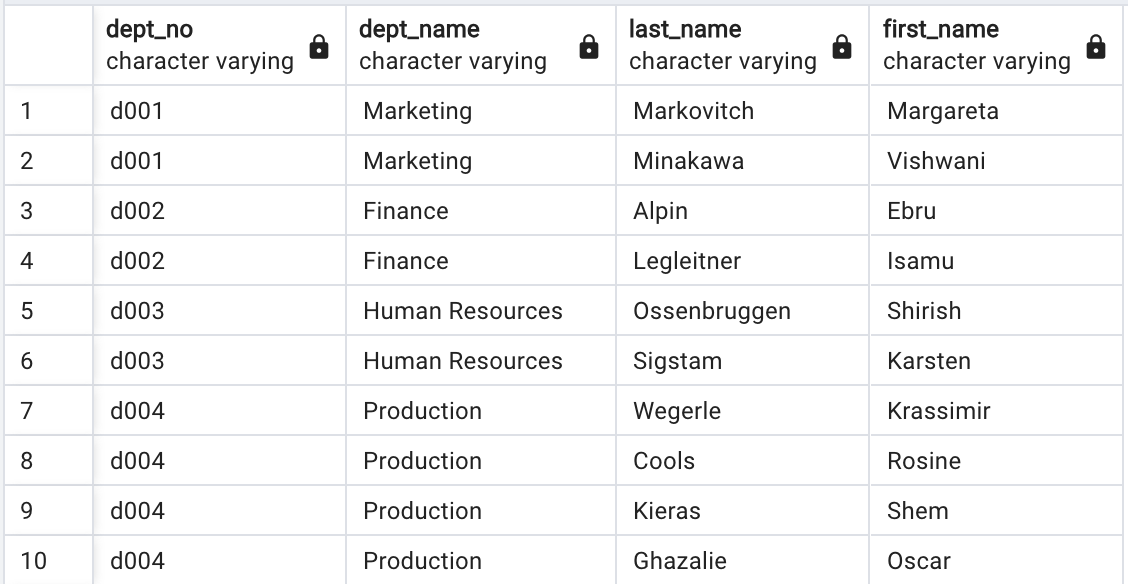 dept_no dept_name last_name first_name
character varying character varying character varying character varying
1 d001 Marketing Markovitch Margareta
2 d001 Marketing Minakawa Vishwani
3 d002 Finance Alpin Ebru
4 d002 Finance Legleitner Isamu
5 d003 Human Resources Ossenbruggen Shirish
6 d003 Human Resources Sigstam Karsten
7 d004 Production Wegerle Krassimir
8 d004 Production Cools Rosine
9 d004 Production Kieras Shem
10 d004 Production Ghazalie Oscar